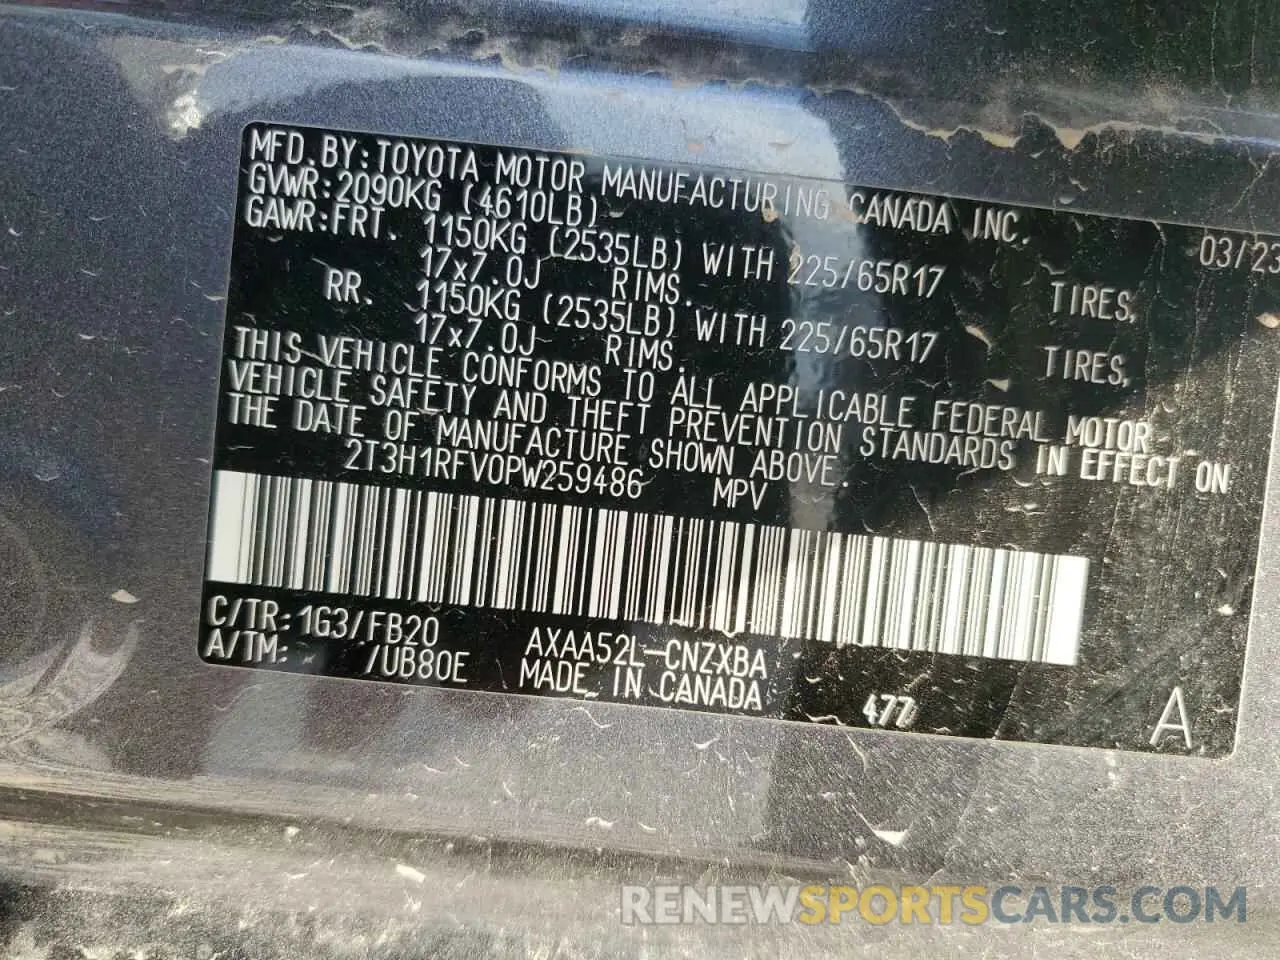 MFD.BY:TOYOTA MOTOR MANUFACTURING CANADA INC. 03/23
GVWR:2090KG (4610LB)
GAWR:FRT. 1150KG (2535LB) WITH 225/65R17 TIRES,
17x7.0J RIMS.
RR. 1150KG (2535LB) WITH 225/65R17 TIRES,
17x7.0J RIMS.
THIS VEHICLE CONFORMS TO ALL APPLICABLE FEDERAL MOTOR
VEHICLE SAFETY AND THEFT PREVENTION STANDARDS IN EFFECT ON
THE DATE OF MANUFACTURE SHOWN ABOVE.
2T3H1RFV0PW259486 MPV
C/TR:1G3/FB20 AXAA52L-CNZXBA
A/TM: /UB80E MADE IN CANADA 477 A
RENEWSPORTSCARS.COM